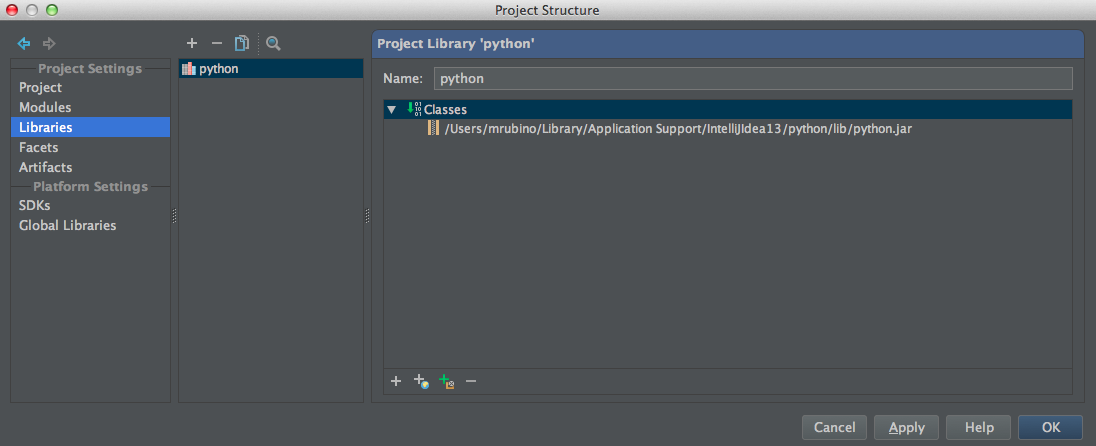 Project Structure
Project Settings
Project
Modules
Libraries
Facets
Artifacts
Platform Settings
SDKs
Global Libraries
python
Project Library 'python'
Name: python
Classes
/Users/mrubino/Library/Application Support/IntelliJIdea13/python/lib/python.jar
Cancel Apply Help OK